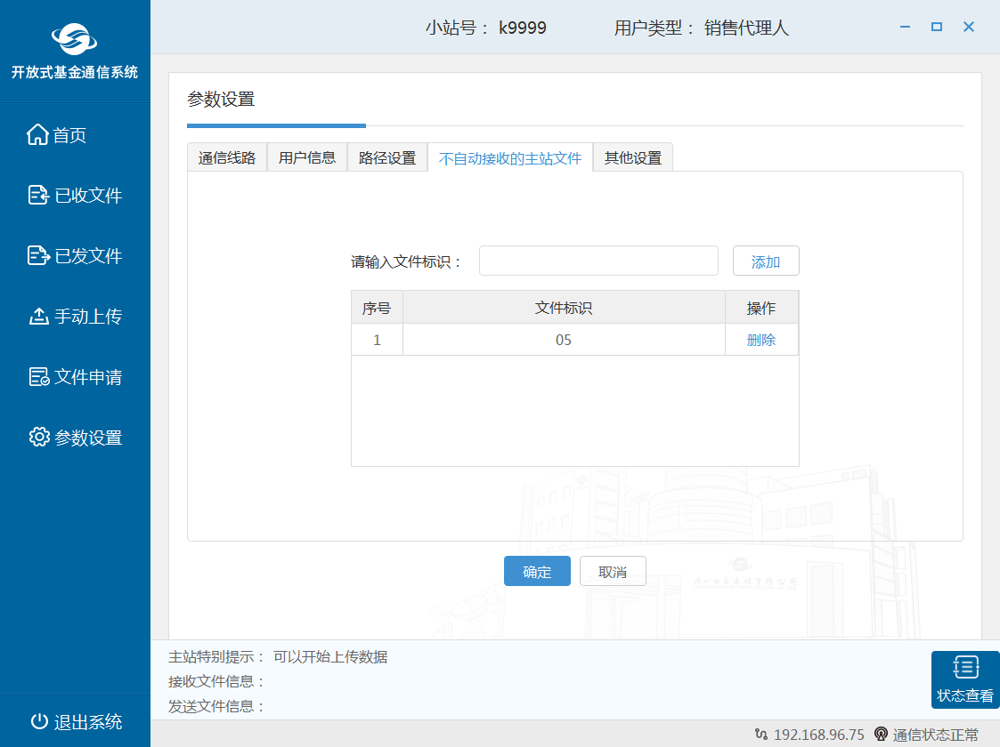 开放式基金通信系统
小站号： k9999 用户类型： 销售代理人
首页
已收文件
已发文件
手动上传
文件申请
参数设置
退出系统
参数设置
通信线路 用户信息 路径设置 不自动接收的主站文件 其他设置
请输入文件标识： 添加
序号 文件标识 操作
1 05 删除
确定 取消
主站特别提示： 可以开始上传数据
接收文件信息：
发送文件信息：
状态查看
192.168.96.75 通信状态正常